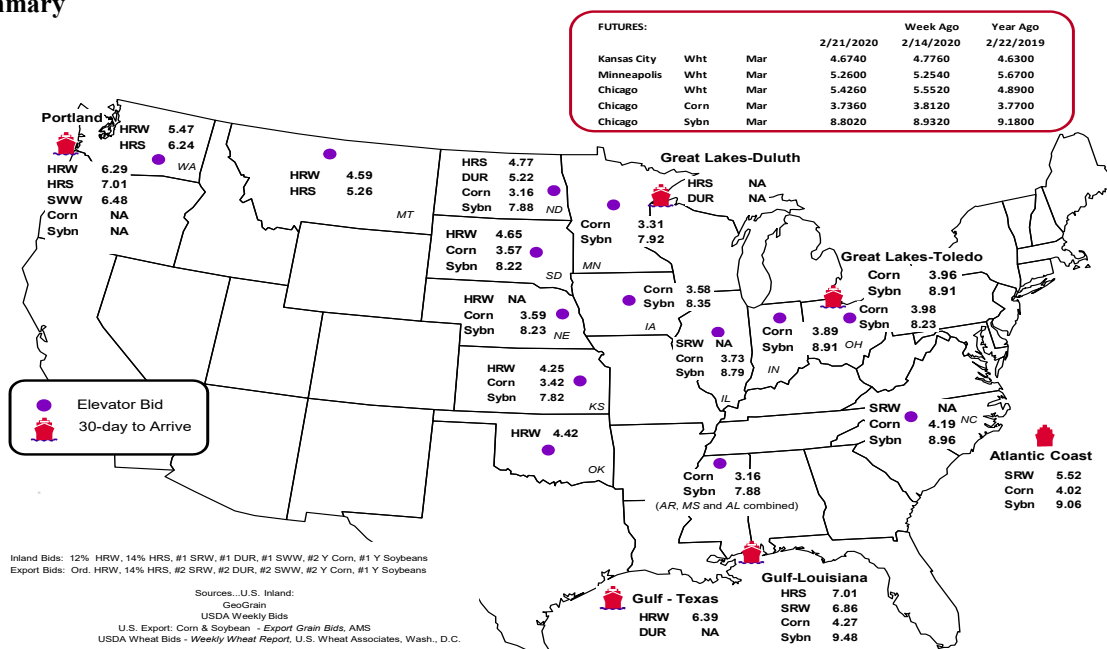 mmary
FUTURES: Week Ago Year Ago
2/21/2020 2/14/2020 2/22/2019
Kansas City Wht Mar 4.6740 4.7760 4.6300
Minneapolis Wht Mar 5.2600 5.2540 5.6700
Chicago Wht Mar 5.4260 5.5520 4.8900
Chicago Corn Mar 3.7360 3.8120 3.7700
Chicago Sybn Mar 8.8020 8.9320 9.1800
Portland
HRW 5.47
HRS 6.24
WA
HRW 6.29
HRS 7.01
SWW 6.48
Corn NA
Sybn NA
HRW 4.59
HRS 5.26
MT
HRS 4.77
DUR 5.22
Corn 3.16
Sybn 7.88
ND
HRW 4.65
Corn 3.57
Sybn 8.22
SD
HRW NA
Corn 3.59
Sybn 8.23
NE
HRW 4.25
Corn 3.42
Sybn 7.82
KS
HRW 4.42
OK
Great Lakes-Duluth
HRS NA
DUR NA
Corn 3.31
Sybn 7.92
MN
Corn 3.58
Sybn 8.35
IA
SRW NA
Corn 3.73
Sybn 8.79
IL
Great Lakes-Toledo
Corn 3.96
Sybn 8.91
Corn 3.98
Sybn 8.23
OH
Corn 3.89
Sybn 8.91
IN
SRW NA
Corn 4.19
Sybn 8.96
NC
Atlantic Coast
SRW 5.52
Corn 4.02
Sybn 9.06
Corn 3.16
Sybn 7.88
(AR, MS and AL combined)
Gulf-Louisiana
HRS 7.01
SRW 6.86
Corn 4.27
Sybn 9.48
Gulf - Texas
HRW 6.39
DUR NA
Elevator Bid
30-day to Arrive
Inland Bids: 12% HRW, 14% HRS, #1 SRW, #1 DUR, #1 SWW, #2 Y Corn, #1 Y Soybeans
Export Bids: Ord. HRW, 14% HRS, #2 SRW, #2 DUR, #2 SWW, #2 Y Corn, #1 Y Soybeans
Sources...U.S. Inland:
GeoGrain
USDA Weekly Bids
U.S. Export: Corn & Soybean - Export Grain Bids, AMS
USDA Wheat Bids - Weekly Wheat Report, U.S. Wheat Associates, Wash., D.C.